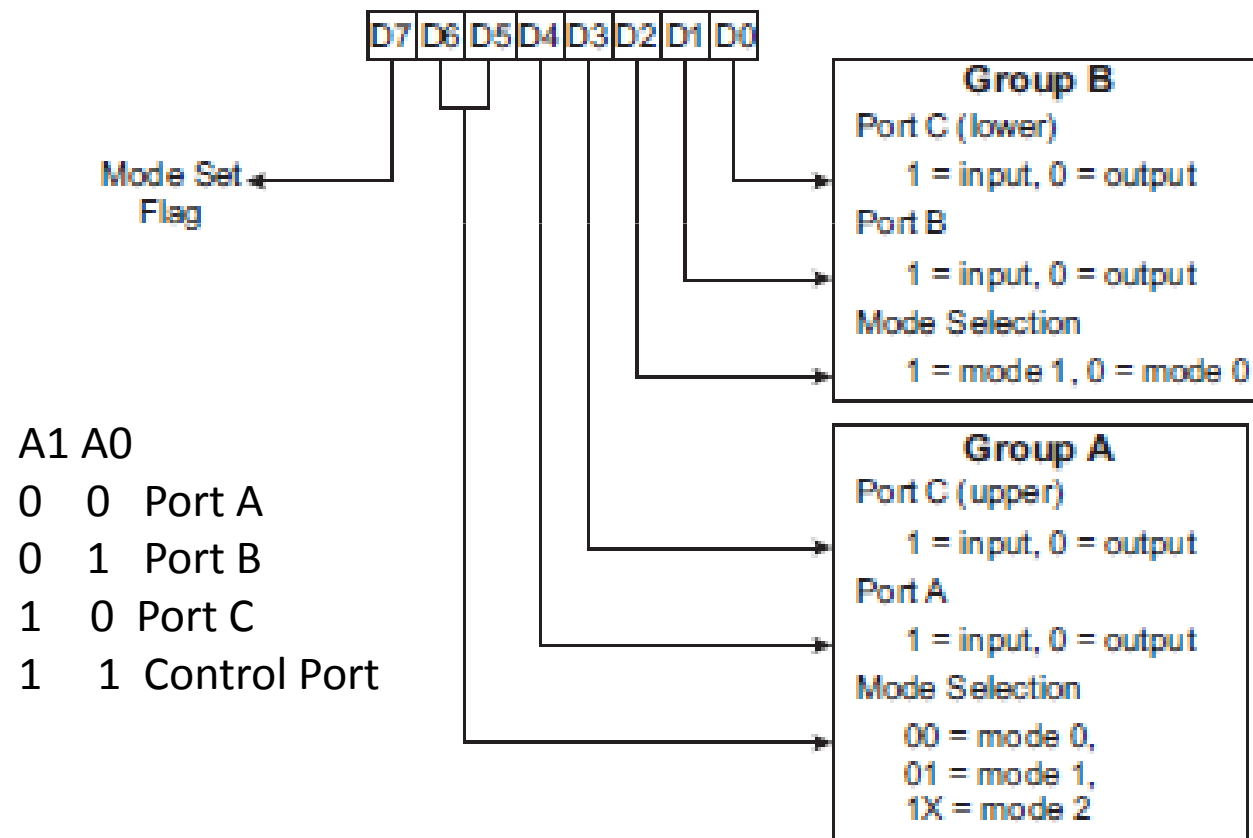 D7 D6 D5 D4 D3 D2 D1 D0
Mode Set
Flag
Group B
Port C (lower)
1 = input, 0 = output
Port B
1 = input, 0 = output
Mode Selection
1 = mode 1, 0 = mode 0
Group A
Port C (upper)
1 = input, 0 = output
Port A
1 = input, 0 = output
Mode Selection
00 = mode 0,
01 = mode 1,
1X = mode 2
A1 A0
0 0 Port A
0 1 Port B
1 0 Port C
1 1 Control Port